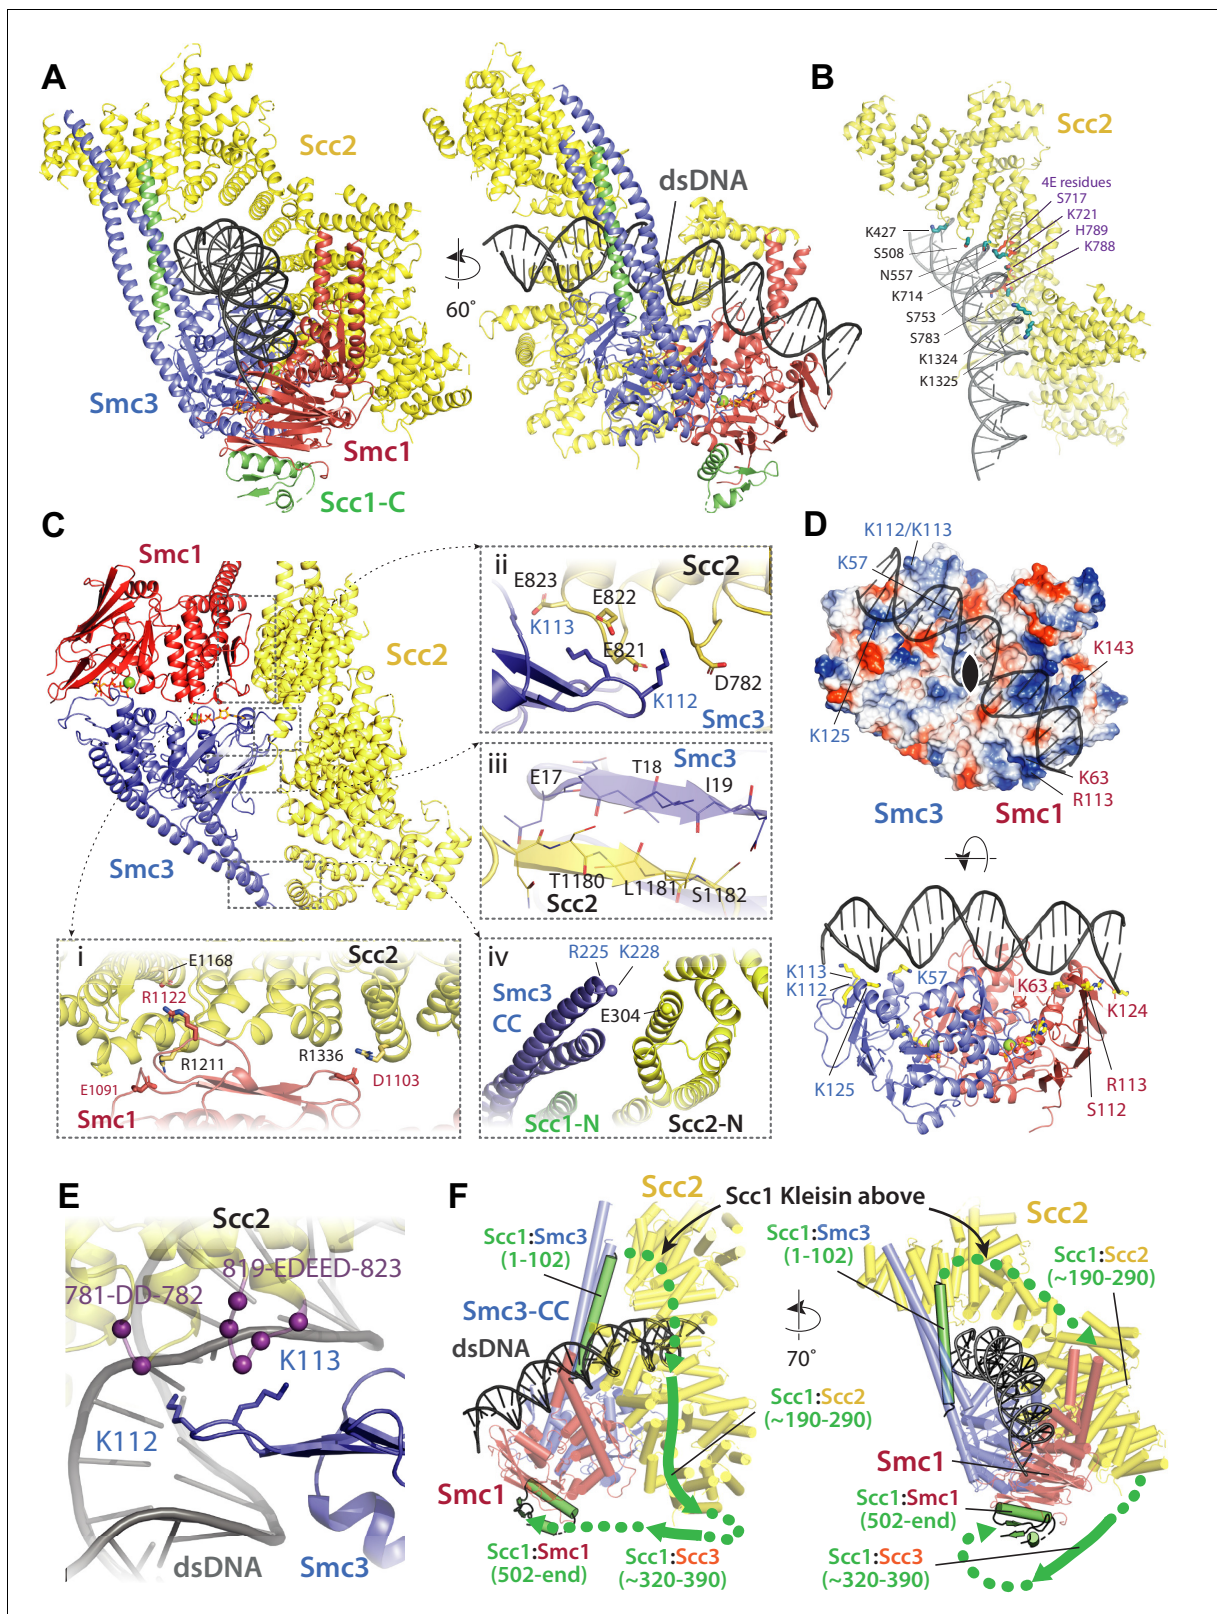 A
Scc2
Smc3
Smc1
Scc1-C
60°
dsDNA
B
Scc2
4E residues
S717
K721
H789
K788
K427
S508
N557
K714
S753
S783
K1324
K1325
C
Smc1
Scc2
Smc3
ii
Scc2
E823
E822
K113
E821
D782
K112
Smc3
iii
Smc3
E17
T18
I19
T1180
L1181
S1182
Scc2
i
Scc2
E1168
R1122
R1211
R1336
E1091
D1103
Smc1
iv
R225
K228
Smc3
CC
E304
Scc1-N
Scc2-N
D
K112/K113
K57
K143
K125
K63
R113
Smc3
Smc1
K113
K112
K57
K63
K124
K125
R113
S112
E
Scc2
819-EDEED-823
781-DD-782
K113
K112
dsDNA
Smc3
F
Scc2
Scc1 Kleisin above
Scc1:Smc3
(1-102)
Smc3-CC
dsDNA
Scc1:Scc2
(~190-290)
Smc1
Scc1:Smc1
(502-end)
Scc1:Scc3
(~320-390)
70°
Scc1:Smc3
(1-102)
Scc2
Scc1:Scc2
(~190-290)
Smc1
Scc1:Smc1
(502-end)
Scc1:Scc3
(~320-390)